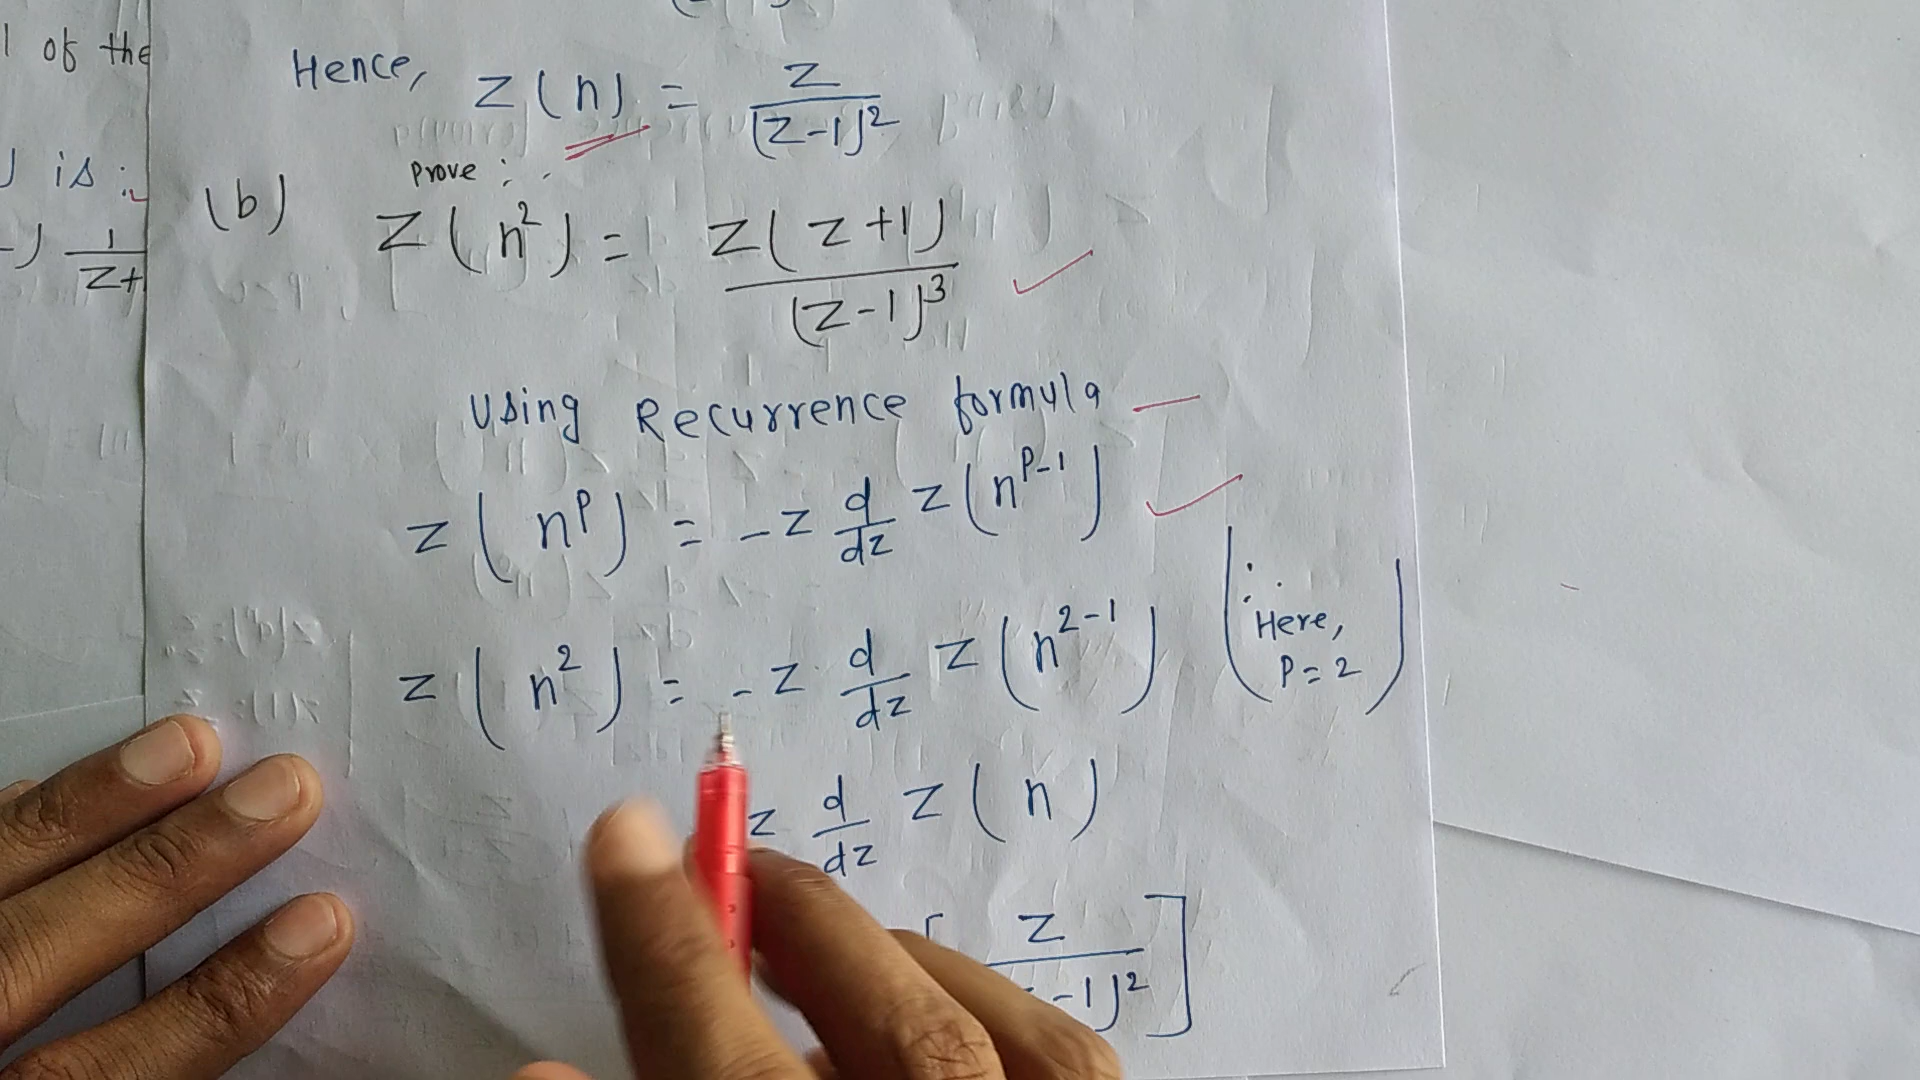 l of the
is :
1
z+
Hence, z(n) = z/(z-1)²
Prove :
(b) z(n²) = z(z+1)/(z-1)³
Using Recurrence formula
z(n^p) = -z d/dz z(n^(p-1))
z(n²) = -z d/dz z(n^(2-1)) (∵ Here, P=2)
z d/dz z(n)
[z/ -1)²]